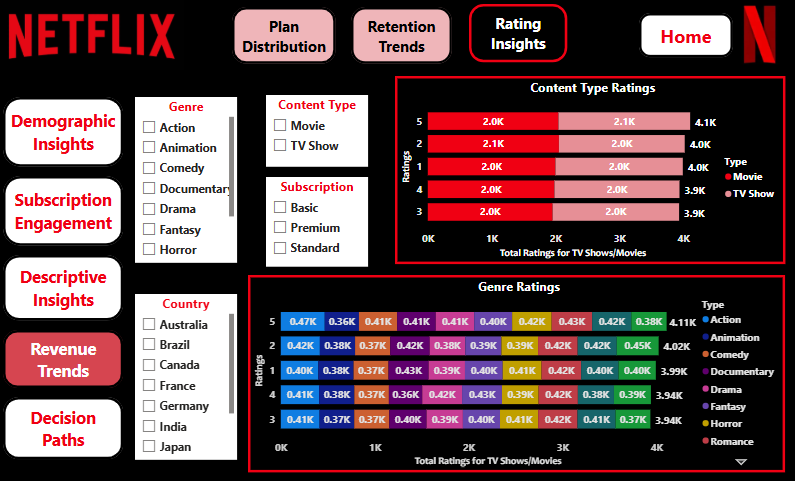 NETFLIX
Plan
Distribution
Retention
Trends
Rating
Insights
Home
N
Demographic
Insights
Subscription
Engagement
Descriptive
Insights
Revenue
Trends
Decision
Paths
Genre
Action
Animation
Comedy
Documentary
Drama
Fantasy
Horror
Country
Australia
Brazil
Canada
France
Germany
India
Japan
Content Type
Movie
TV Show
Subscription
Basic
Premium
Standard
Content Type Ratings
Ratings
5 2.0K 2.1K 4.1K
2 2.1K 2.0K 4.0K
1 2.0K 2.0K 4.0K
4 2.0K 2.0K 3.9K
3 2.0K 2.0K 3.9K
0K 1K 2K 3K 4K
Total Ratings for TV Shows/Movies
Type
Movie
TV Show
Genre Ratings
Ratings
5 0.47K 0.36K 0.41K 0.41K 0.41K 0.40K 0.42K 0.43K 0.42K 0.38K 4.11K
2 0.42K 0.38K 0.37K 0.42K 0.38K 0.39K 0.39K 0.42K 0.42K 0.45K 4.02K
1 0.40K 0.38K 0.37K 0.43K 0.39K 0.40K 0.41K 0.42K 0.40K 0.40K 3.99K
4 0.41K 0.38K 0.37K 0.36K 0.42K 0.43K 0.39K 0.42K 0.38K 0.39K 3.94K
3 0.41K 0.37K 0.37K 0.40K 0.39K 0.40K 0.41K 0.42K 0.41K 0.37K 3.94K
0K 1K 2K 3K 4K
Total Ratings for TV Shows/Movies
Type
Action
Animation
Comedy
Documentary
Drama
Fantasy
Horror
Romance